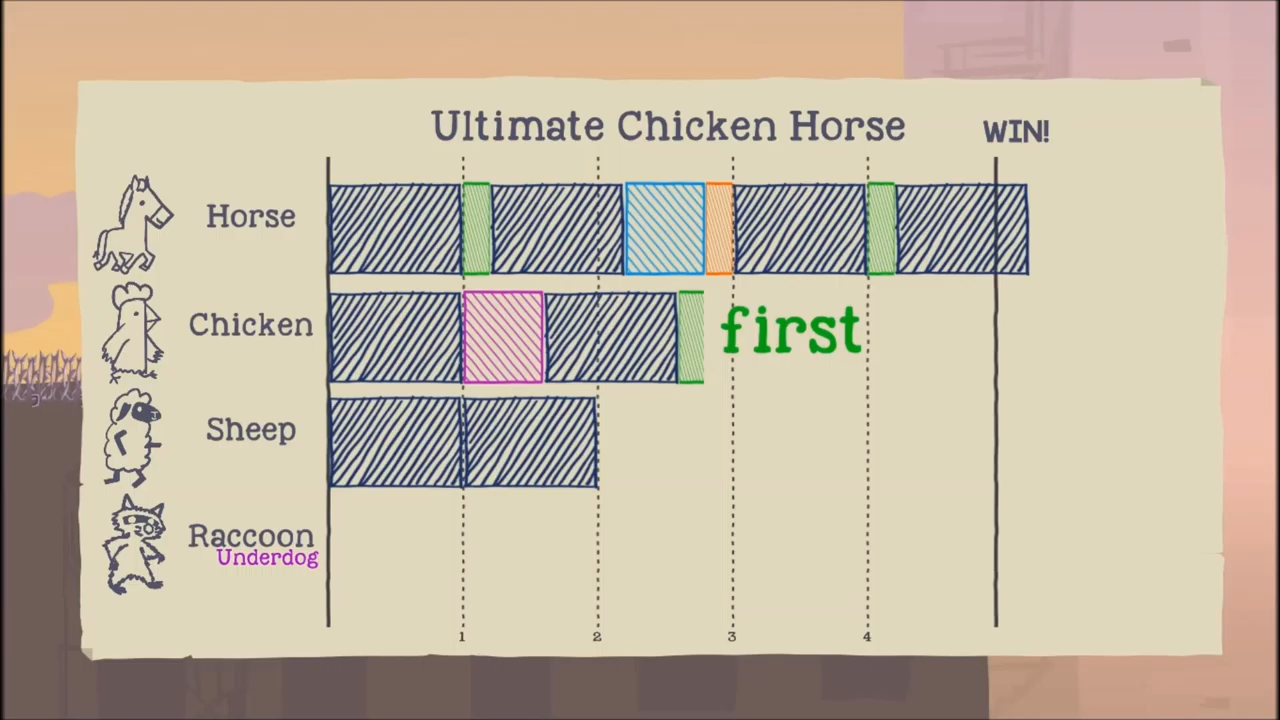 Ultimate Chicken Horse
WIN!
Horse
Chicken
first
Sheep
Raccoon
Underdog
1
2
3
4